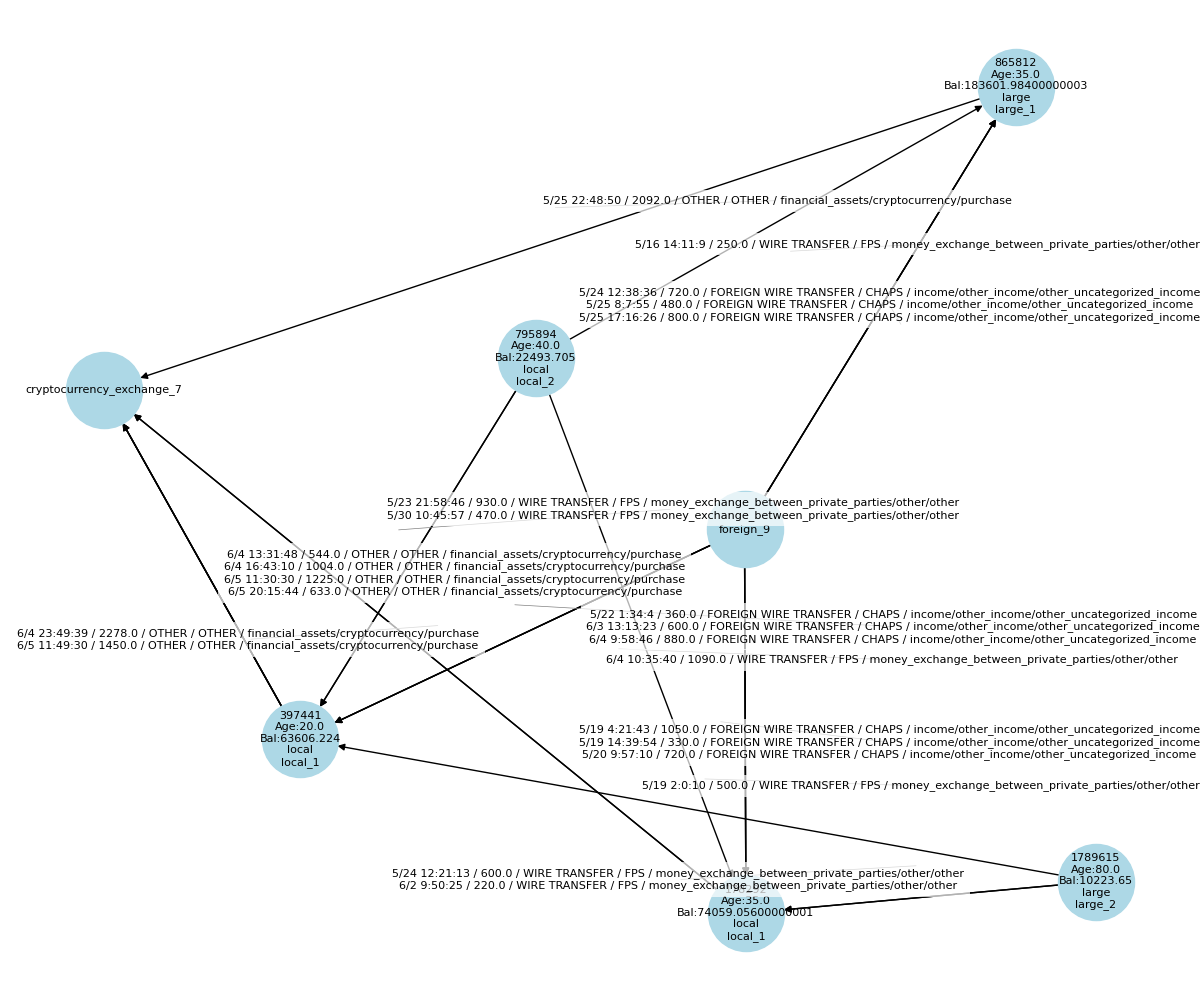 865812
Age:35.0
Bal:183601.98400000003
large
large_1
5/25 22:48:50 / 2092.0 / OTHER / OTHER / financial_assets/cryptocurrency/purchase
5/16 14:11:9 / 250.0 / WIRE TRANSFER / FPS / money_exchange_between_private_parties/other/other
5/24 12:38:36 / 720.0 / FOREIGN WIRE TRANSFER / CHAPS / income/other_income/other_uncategorized_income
5/25 8:7:55 / 480.0 / FOREIGN WIRE TRANSFER / CHAPS / income/other_income/other_uncategorized_income
5/25 17:16:26 / 800.0 / FOREIGN WIRE TRANSFER / CHAPS / income/other_income/other_uncategorized_income
795894
Age:40.0
Bal:22493.705
local
local_2
cryptocurrency_exchange_7
5/23 21:58:46 / 930.0 / WIRE TRANSFER / FPS / money_exchange_between_private_parties/other/other
5/30 10:45:57 / 470.0 / WIRE TRANSFER / FPS / money_exchange_between_private_parties/other/other
foreign_9
6/4 13:31:48 / 544.0 / OTHER / OTHER / financial_assets/cryptocurrency/purchase
6/4 16:43:10 / 1004.0 / OTHER / OTHER / financial_assets/cryptocurrency/purchase
6/5 11:30:30 / 1225.0 / OTHER / OTHER / financial_assets/cryptocurrency/purchase
6/5 20:15:44 / 633.0 / OTHER / OTHER / financial_assets/cryptocurrency/purchase
5/22 1:34:4 / 360.0 / FOREIGN WIRE TRANSFER / CHAPS / income/other_income/other_uncategorized_income
6/3 13:13:23 / 600.0 / FOREIGN WIRE TRANSFER / CHAPS / income/other_income/other_uncategorized_income
6/4 9:58:46 / 880.0 / FOREIGN WIRE TRANSFER / CHAPS / income/other_income/other_uncategorized_income
6/4 23:49:39 / 2278.0 / OTHER / OTHER / financial_assets/cryptocurrency/purchase
6/5 11:49:30 / 1450.0 / OTHER / OTHER / financial_assets/cryptocurrency/purchase
6/4 10:35:40 / 1090.0 / WIRE TRANSFER / FPS / money_exchange_between_private_parties/other/other
397441
Age:20.0
Bal:63606.224
local
local_1
5/19 4:21:43 / 1050.0 / FOREIGN WIRE TRANSFER / CHAPS / income/other_income/other_uncategorized_income
5/19 14:39:54 / 330.0 / FOREIGN WIRE TRANSFER / CHAPS / income/other_income/other_uncategorized_income
5/20 9:57:10 / 720.0 / FOREIGN WIRE TRANSFER / CHAPS / income/other_income/other_uncategorized_income
5/19 2:0:10 / 500.0 / WIRE TRANSFER / FPS / money_exchange_between_private_parties/other/other
5/24 12:21:13 / 600.0 / WIRE TRANSFER / FPS / money_exchange_between_private_parties/other/other
6/2 9:50:25 / 220.0 / WIRE TRANSFER / FPS / money_exchange_between_private_parties/other/other
Age:35.0
Bal:74059.05600000001
local
local_1
1789615
Age:80.0
Bal:10223.65
large
large_2